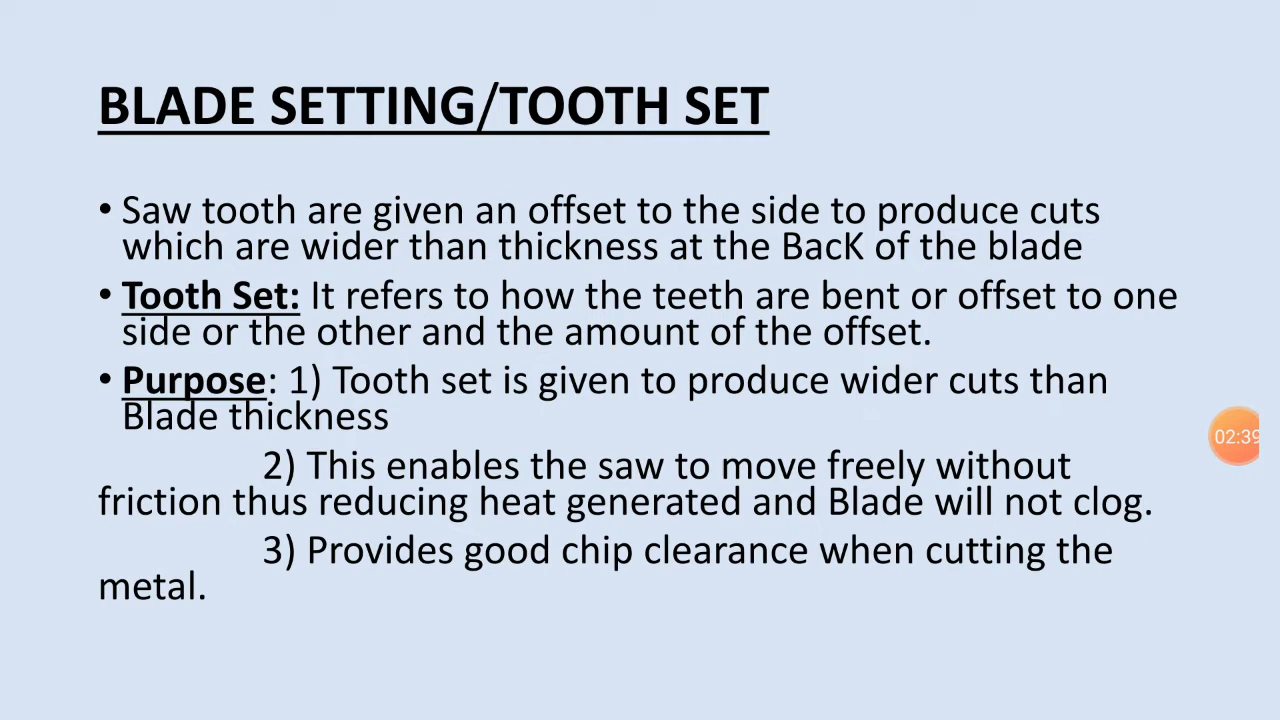 BLADE SETTING/TOOTH SET
• Saw tooth are given an offset to the side to produce cuts
which are wider than thickness at the BacK of the blade
• Tooth Set: It refers to how the teeth are bent or offset to one
side or the other and the amount of the offset.
• Purpose: 1) Tooth set is given to produce wider cuts than
Blade thickness
02:39
2) This enables the saw to move freely without
friction thus reducing heat generated and Blade will not clog.
3) Provides good chip clearance when cutting the
metal.